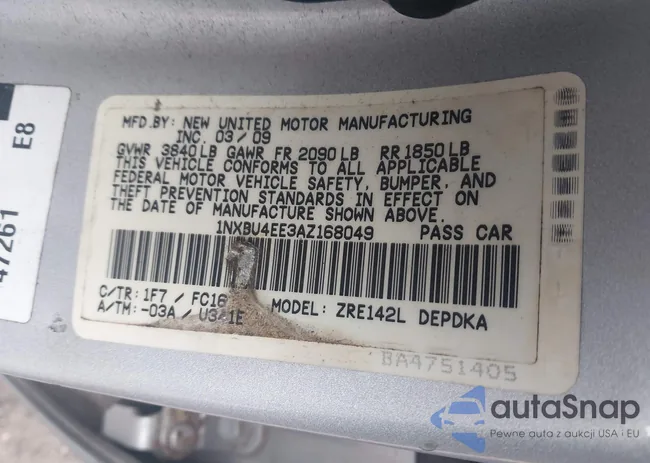 MFD.BY: NEW UNITED MOTOR MANUFACTURING
INC. 03/09
GVWR 3840LB GAWR FR 2090LB RR 1850LB
THIS VEHICLE CONFORMS TO ALL APPLICABLE
FEDERAL MOTOR VEHICLE SAFETY, BUMPER, AND
THEFT PREVENTION STANDARDS IN EFFECT ON
THE DATE OF MANUFACTURE SHOWN ABOVE.
1NXBU4EE3AZ168049 PASS CAR
C/TR: 1F7 / FC16
A/TM: -03A / MODEL: ZRE142L DEPDKA
BA4751405
47261 E8
autaSnap
Pewne auta z aukcji USA i EU